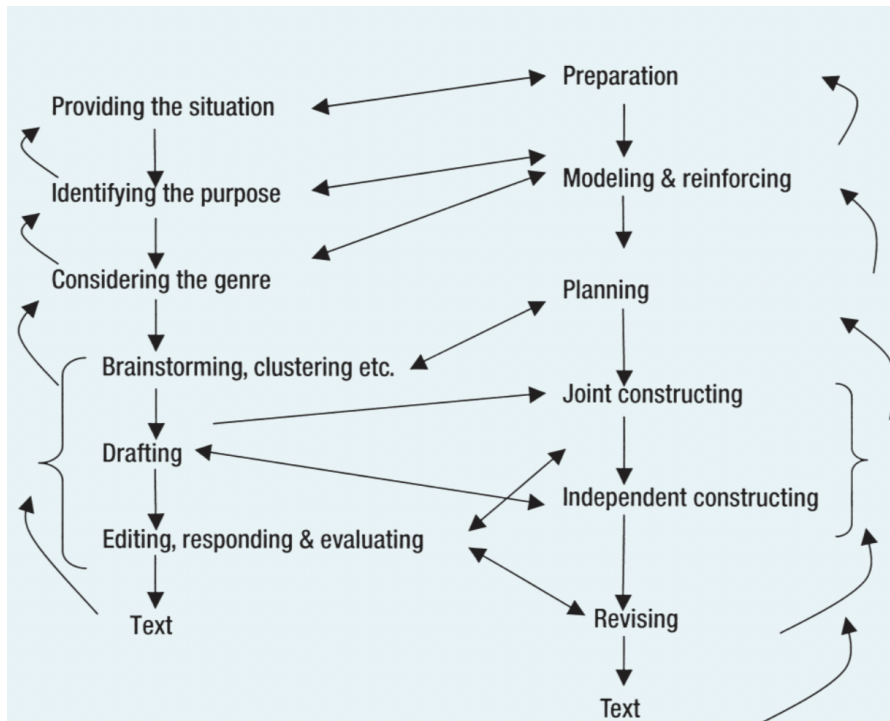 Providing the situation
Identifying the purpose
Considering the genre
Brainstorming, clustering etc.
Drafting
Editing, responding & evaluating
Text
Preparation
Modeling & reinforcing
Planning
Joint constructing
Independent constructing
Revising
Text